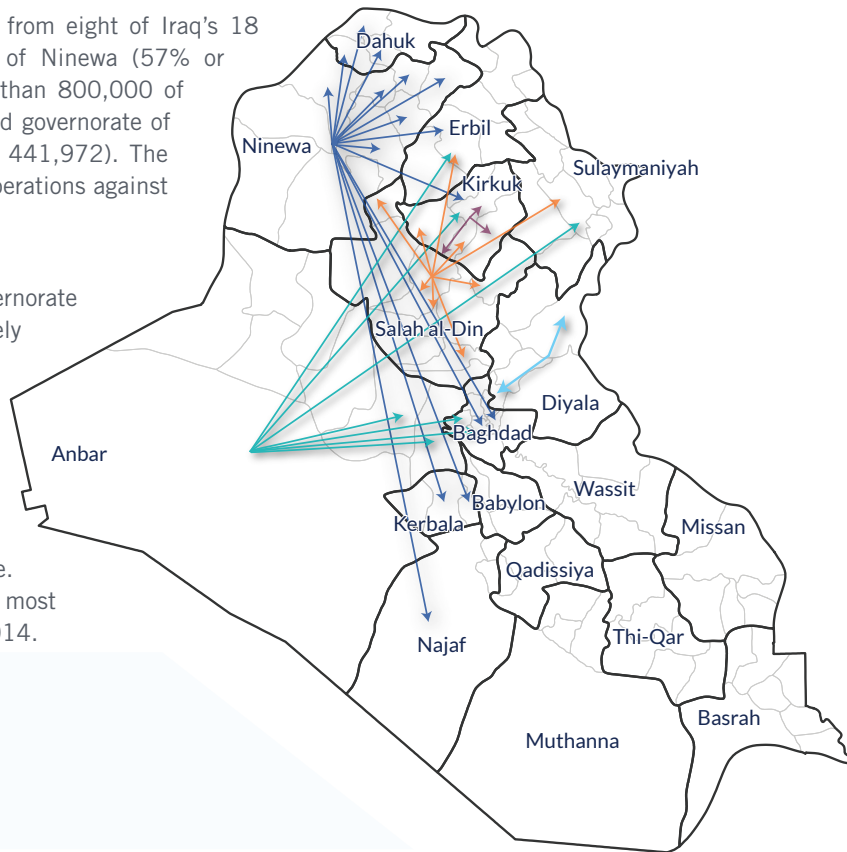 from eight of Iraq's 18
of Ninewa (57% or
than 800,000 of
d governorate of
441,972). The
perations against
ernorate
ely
e.
most
014.
Dahuk
Ninewa
Erbil
Sulaymaniyah
Kirkuk
Salah al-Din
Diyala
Baghdad
Anbar
Wassit
Babylon
Kerbala
Missan
Qadissiya
Najaf
Thi-Qar
Basrah
Muthanna